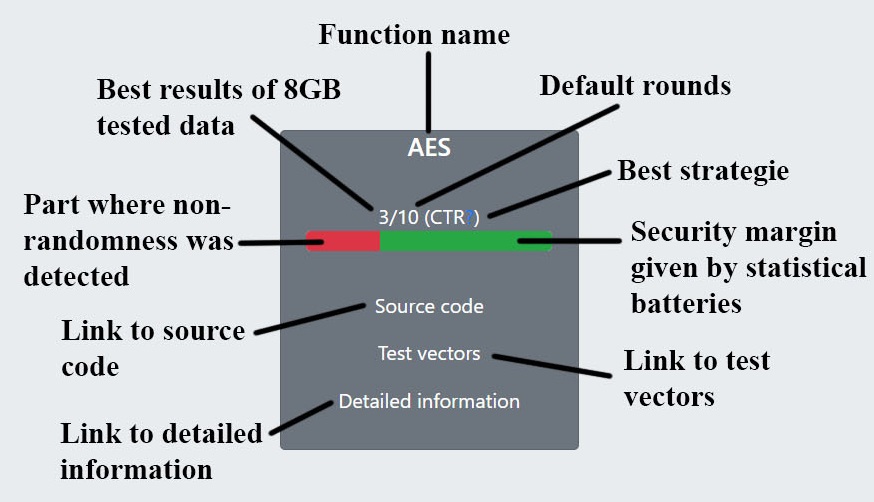 Function name
Best results of 8GB
tested data
Default rounds
AES
Best strategie
3/10 (CTR?)
Part where non-
randomness was
detected
Security margin
given by statistical
batteries
Source code
Link to source
code
Test vectors
Link to test
vectors
Detailed information
Link to detailed
information